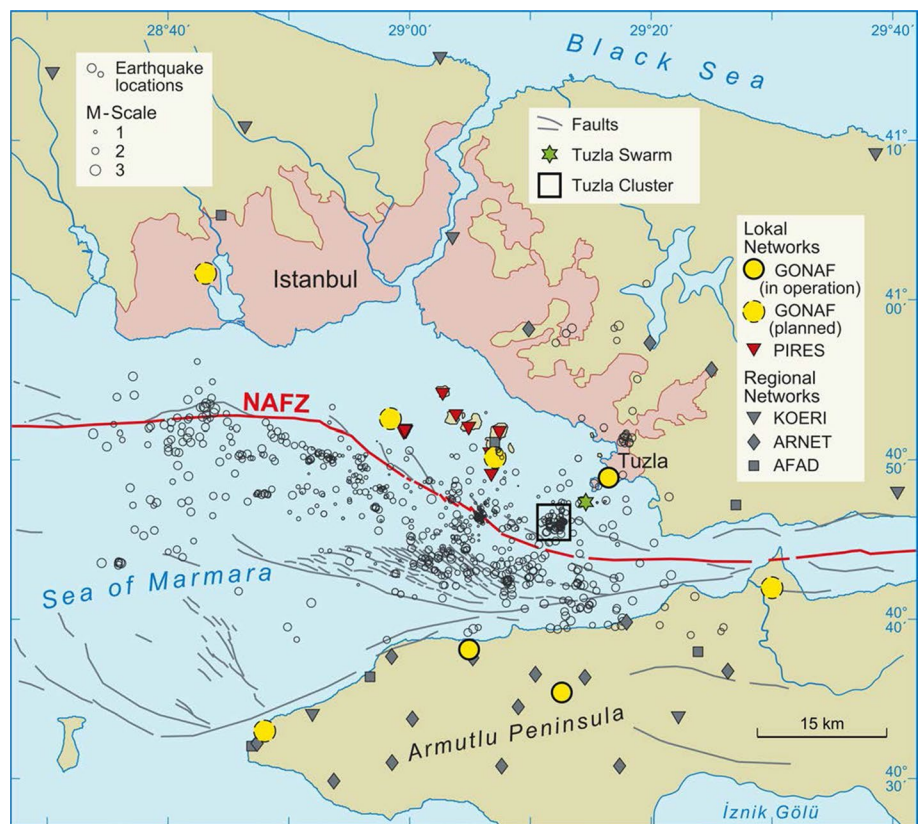 28°40'
29°00'
29°20'
29°40'
Black Sea
Earthquake
locations
M-Scale
1
2
3
Faults
Tuzla Swarm
Tuzla Cluster
41°
10'
Lokal
Networks
GONAF
(in operation)
GONAF
(planned)
PIRES
Regional
Networks
KOERI
ARNET
AFAD
Istanbul
41°
00'
NAFZ
Tuzla
40°
50'
Sea of Marmara
40°
40'
Armutlu Peninsula
15 km
40°
30'
İznik Gölü